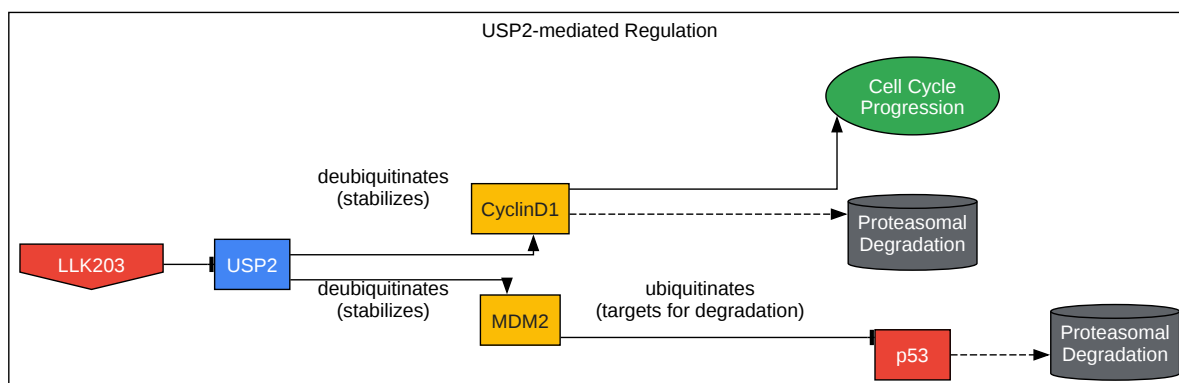 USP2-mediated Regulation
Cell Cycle
Progression
deubiquitinates
(stabilizes)
CyclinD1
Proteasomal
Degradation
LLK203
USP2
deubiquitinates
(stabilizes)
MDM2
ubiquitinates
(targets for degradation)
p53
Proteasomal
Degradation